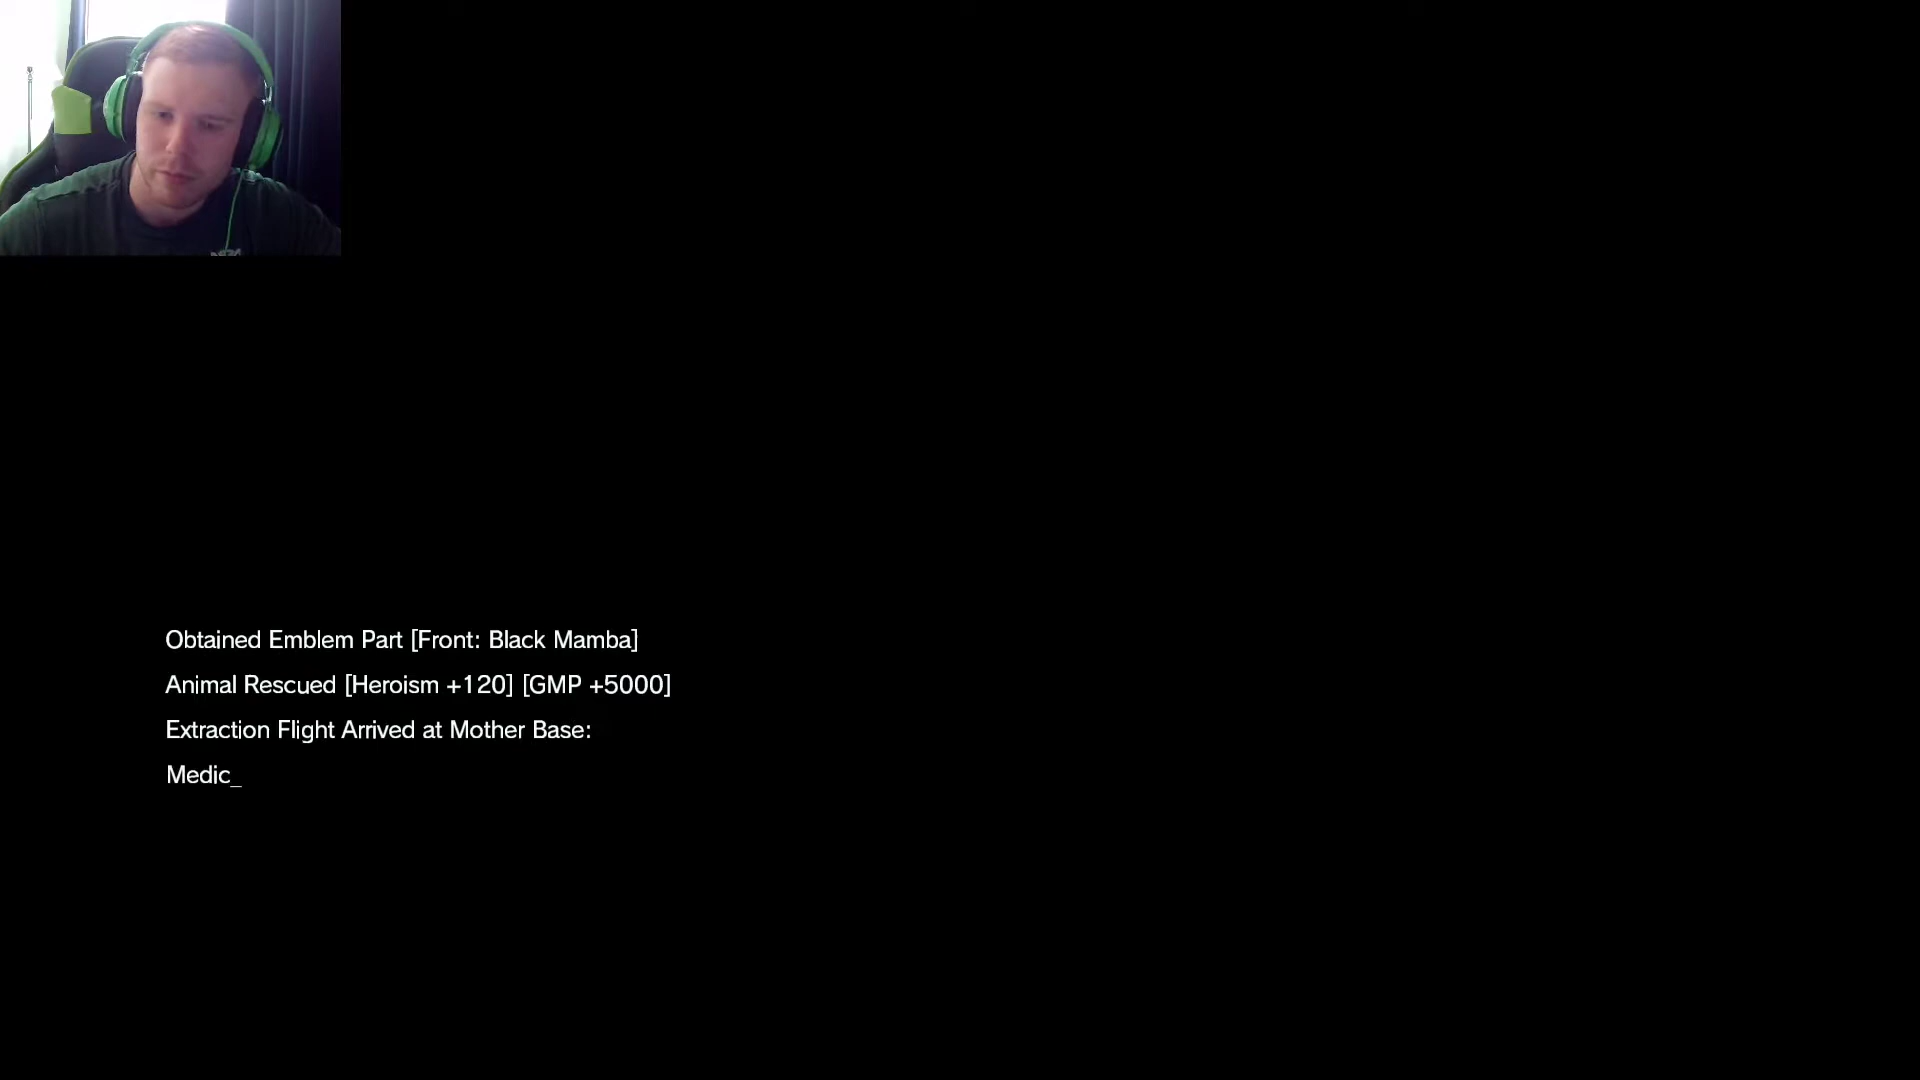 Obtained Emblem Part [Front: Black Mamba]
Animal Rescued [Heroism +120] [GMP +5000]
Extraction Flight Arrived at Mother Base:
Medic_